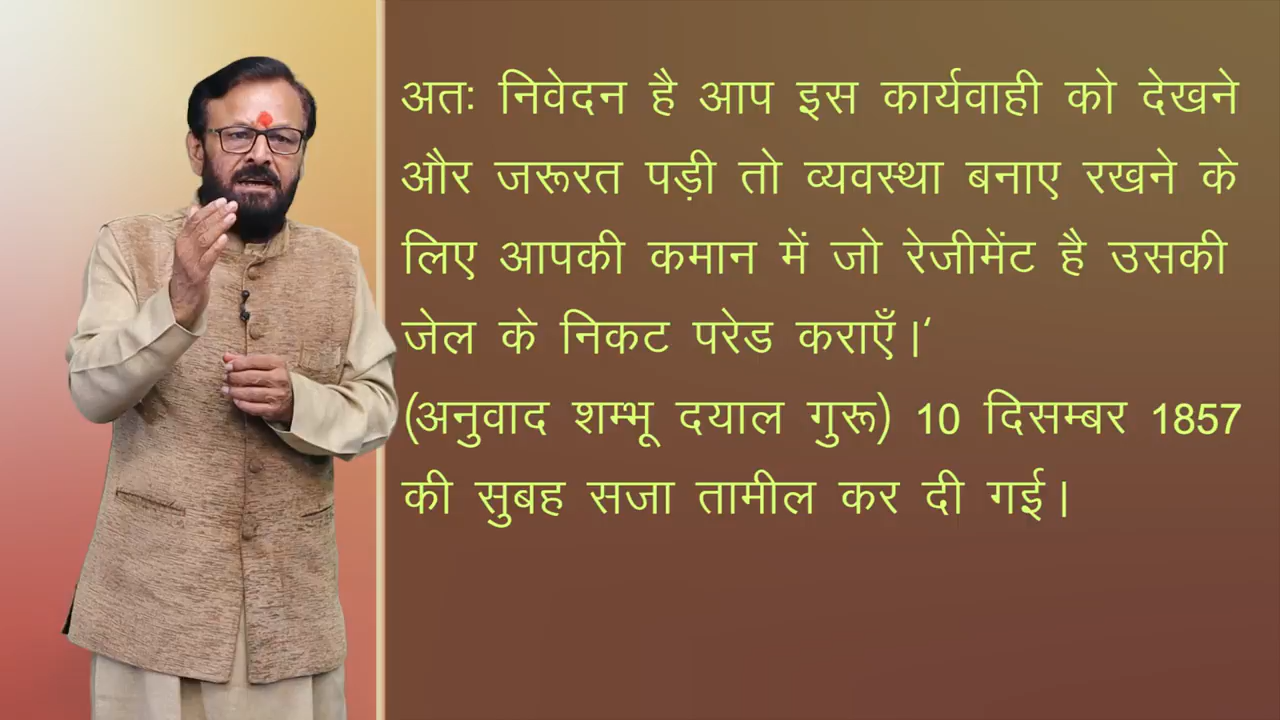 अतः निवेदन है आप इस कार्यवाही को देखने
और जरूरत पड़ी तो व्यवस्था बनाए रखने के
लिए आपकी कमान में जो रेजीमेंट है उसकी
जेल के निकट परेड कराएँ।‘
(अनुवाद शम्भू दयाल गुरू) 10 दिसम्बर 1857
की सुबह सजा तामील कर दी गई।